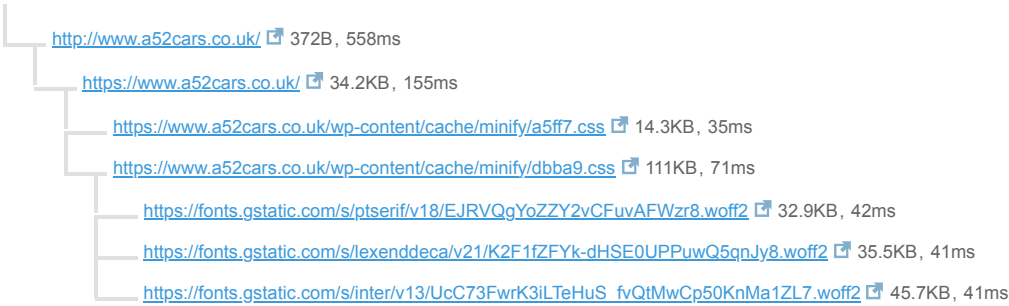 http://www.a52cars.co.uk/ 372B, 558ms
https://www.a52cars.co.uk/ 34.2KB, 155ms
https://www.a52cars.co.uk/wp-content/cache/minify/a5ff7.css 14.3KB, 35ms
https://www.a52cars.co.uk/wp-content/cache/minify/dbba9.css 111KB, 71ms
https://fonts.gstatic.com/s/ptserif/v18/EJRVQgYoZZY2vCFuvAFWzr8.woff2 32.9KB, 42ms
https://fonts.gstatic.com/s/lexenddeca/v21/K2F1fZFYk-dHSE0UPPuwQ5qnJy8.woff2 35.5KB, 41ms
https://fonts.gstatic.com/s/inter/v13/UcC73FwrK3iLTeHuS_fvQtMwCp50KnMa1ZL7.woff2 45.7KB, 41ms